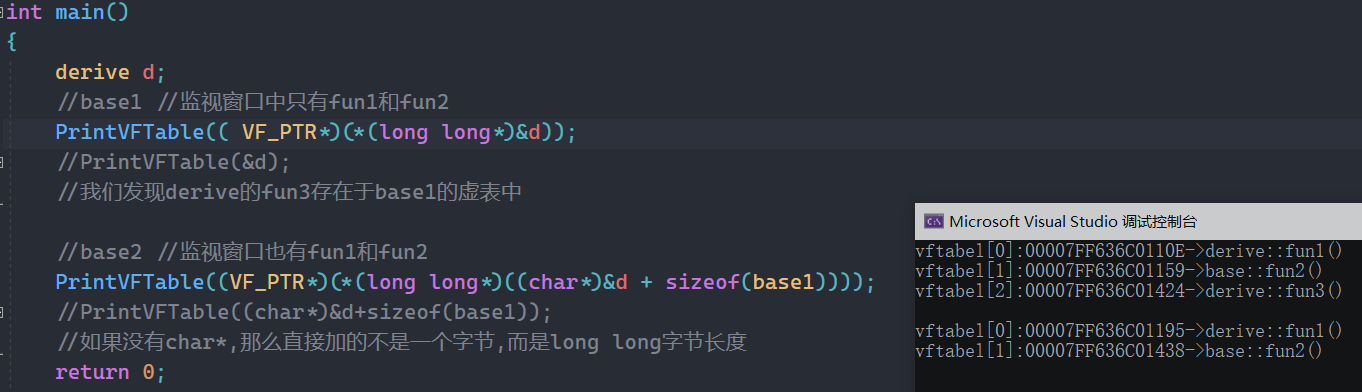 int main()
{
derive d;
//base1 //监视窗口中只有fun1和fun2
PrintVFTable(( VF_PTR*)(*(long long*)&d));
//PrintVFTable(&d);
//我们发现derive的fun3存在于base1的虚表中
//base2 //监视窗口也有fun1和fun2
PrintVFTable((VF_PTR*)(*(long long*)((char*)&d + sizeof(base1))));
//PrintVFTable((char*)&d+sizeof(base1));
//如果没有char*,那么直接加的不是一个字节,而是long long字节长度
return 0;
Microsoft Visual Studio 调试控制台
vftabel[0]:00007FF636C0110E->derive::fun1()
vftabel[1]:00007FF636C01159->base::fun2()
vftabel[2]:00007FF636C01424->derive::fun3()
vftabel[0]:00007FF636C01195->derive::fun1()
vftabel[1]:00007FF636C01438->base::fun2()